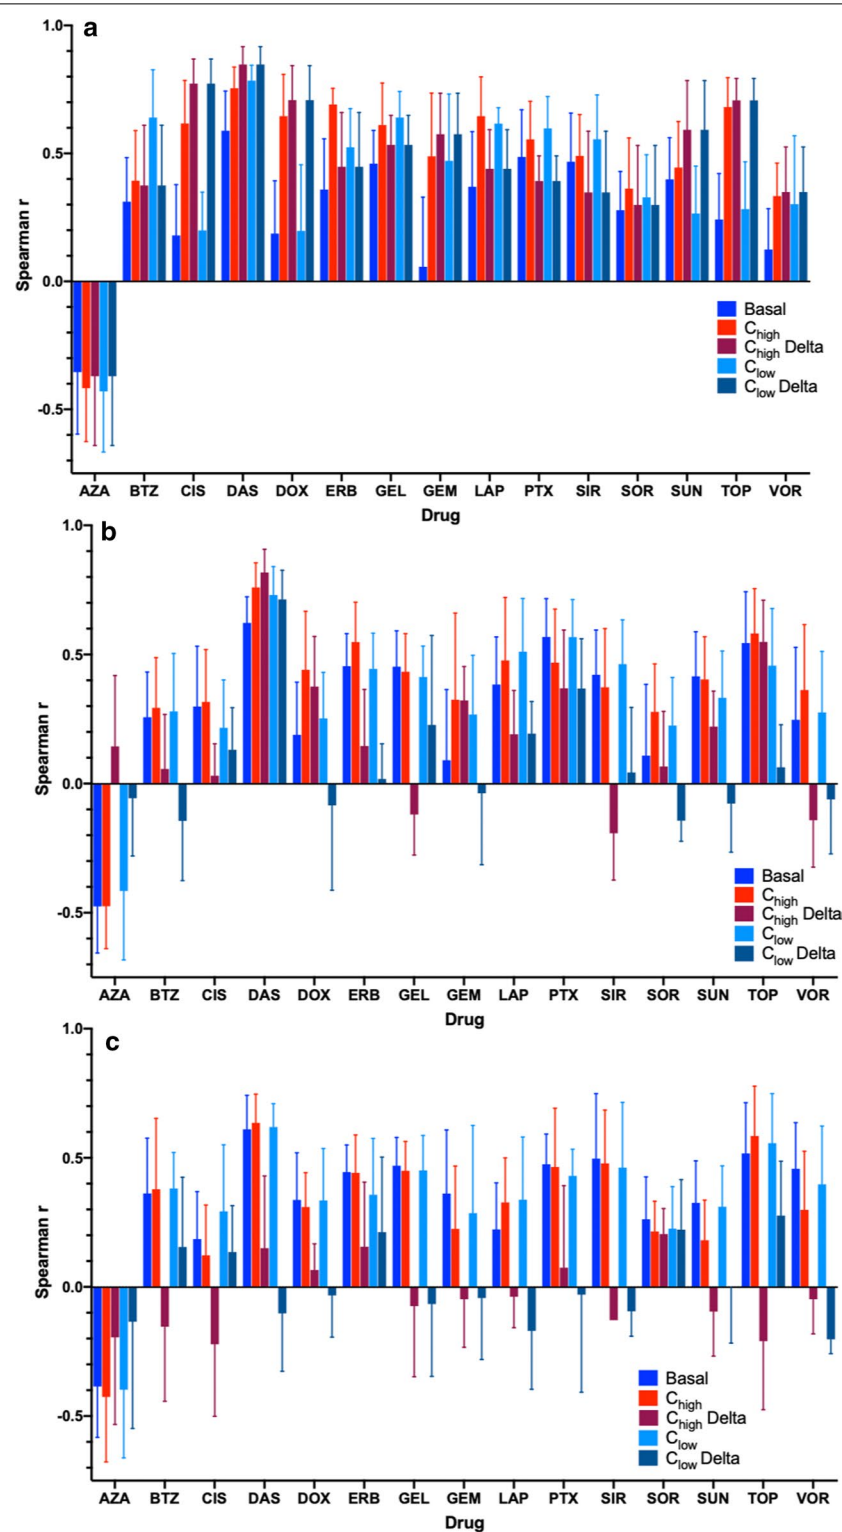 a
1.0
0.5
0.0
-0.5
Spearman r
Basal
Chigh
Chigh Delta
Clow
Clow Delta
AZA BTZ CIS DAS DOX ERB GEL GEM LAP PTX SIR SOR SUN TOP VOR
Drug
b
1.0
0.5
0.0
-0.5
Spearman r
Basal
Chigh
Chigh Delta
Clow
Clow Delta
AZA BTZ CIS DAS DOX ERB GEL GEM LAP PTX SIR SOR SUN TOP VOR
Drug
c
1.0
0.5
0.0
-0.5
Spearman r
Basal
Chigh
Chigh Delta
Clow
Clow Delta
AZA BTZ CIS DAS DOX ERB GEL GEM LAP PTX SIR SOR SUN TOP VOR
Drug